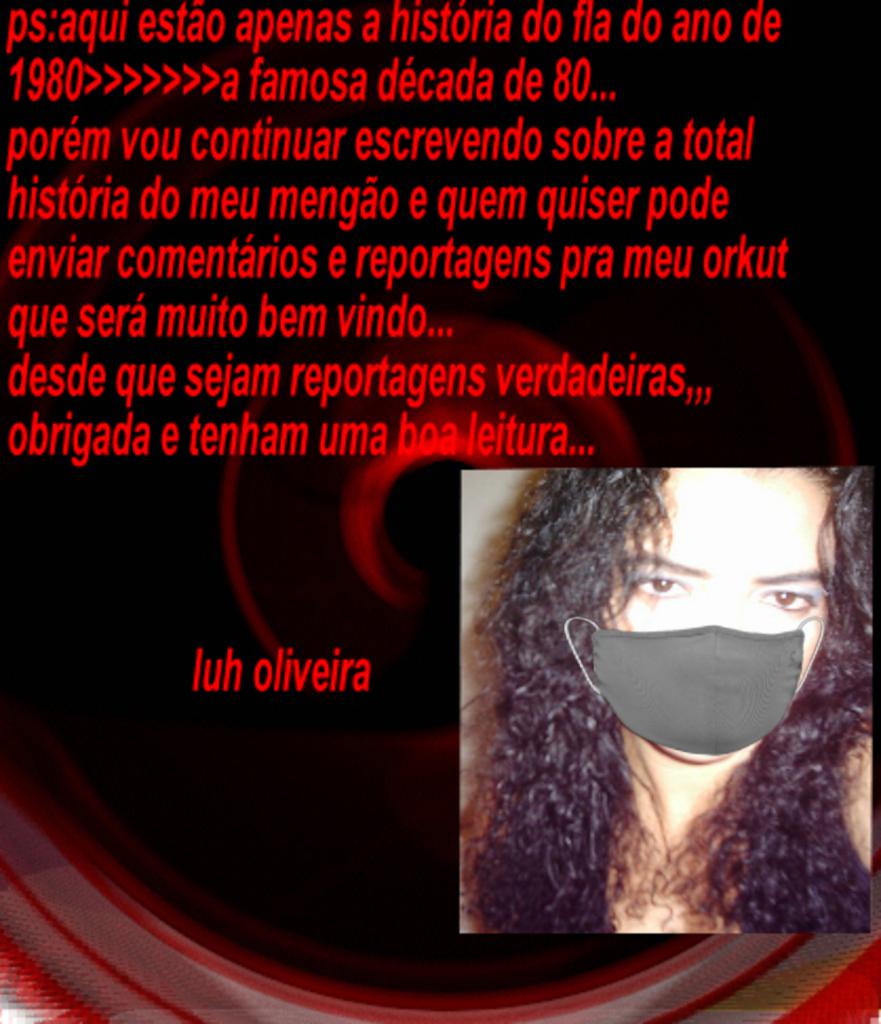 ps:aqui estão apenas a história do fla do ano de
1980>>>>>>>a famosa década de 80...
porém vou continuar escrevendo sobre a total
história do meu mengão e quem quiser pode
enviar comentários e reportagens pra meu orkut
que será muito bem vindo...
desde que sejam reportagens verdadeiras,,,
obrigada e tenham uma boa leitura...
luh oliveira